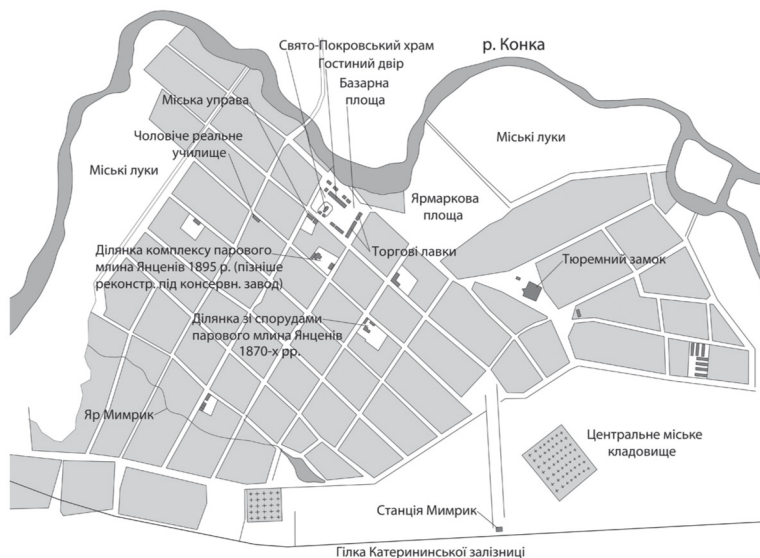 Свято-Покровський храм
Гостиний двір
Базарна
площа
р. Конка
Міська управа
Чоловіче реальне
училище
Міські луки
Міські луки
Ярмаркова
площа
Ділянка комплексу парового
млина Янценів 1895 р. (пізніше
реконстр. під консервн. завод)
Торгові лавки
Тюремний замок
Ділянка зі спорудами
парового млина Янценів
1870-х рр.
Яр Мимрик
Центральне міське
кладовище
Станція Мимрик
Гілка Катерининської залізниці